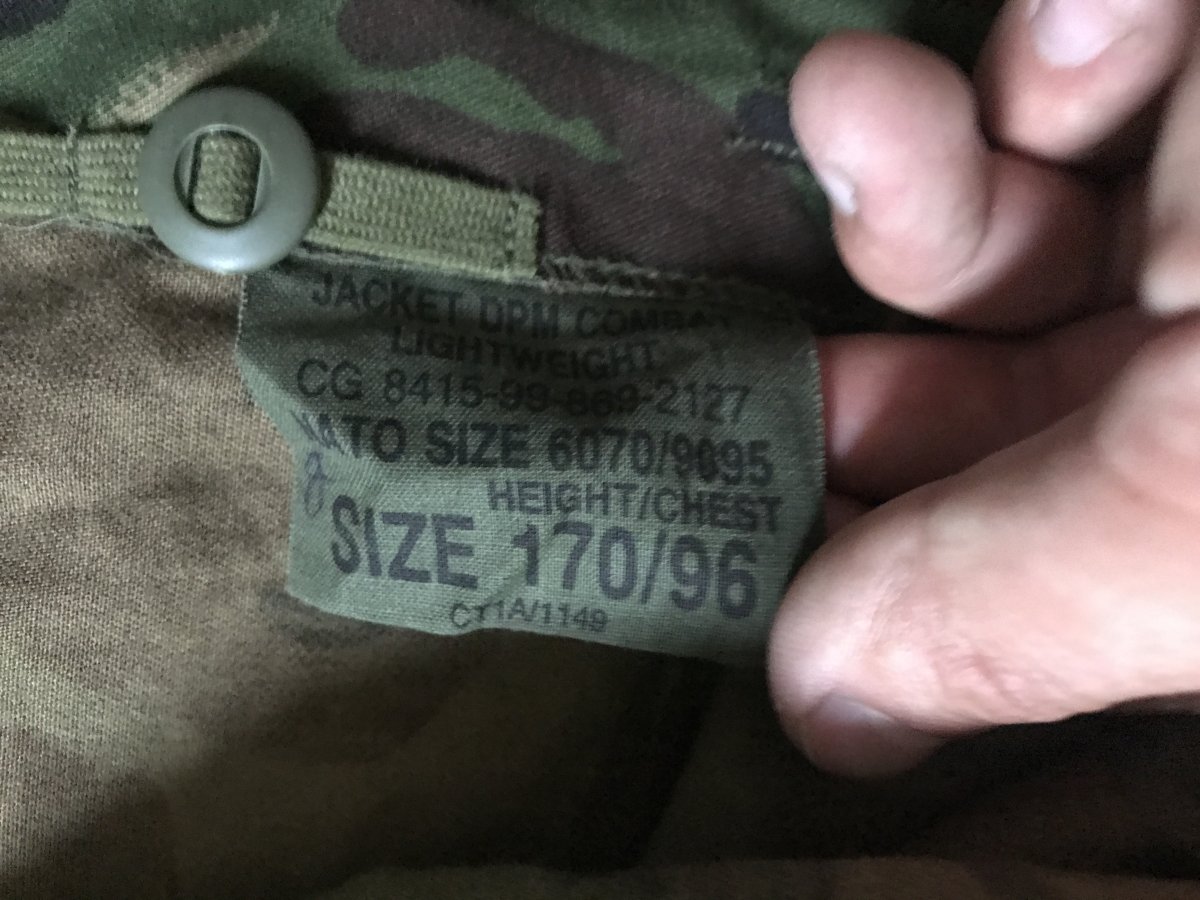 JACKET DPM COMBAT
LIGHTWEIGHT
CG 8415-99-869-2127
NATO SIZE 6070/9095
HEIGHT/CHEST
SIZE 170/96
CT1A/1149